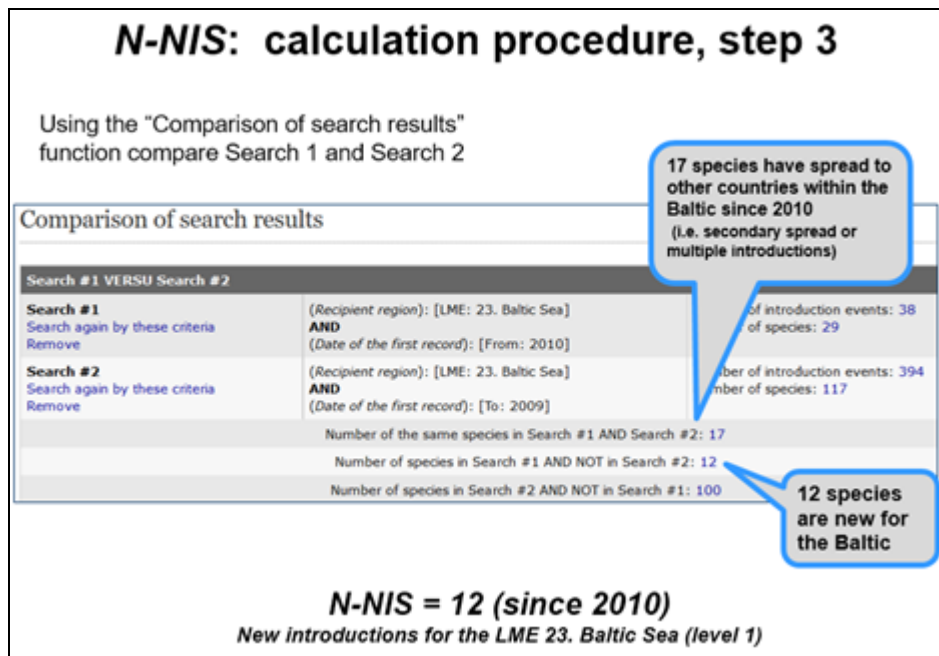 N-NIS: calculation procedure, step 3
Using the “Comparison of search results”
function compare Search 1 and Search 2
17 species have spread to
other countries within the
Baltic since 2010
(i.e. secondary spread or
multiple introductions)
Comparison of search results
Search #1 VERSU Search #2
Search #1
Search again by these criteria
Remove
(Recipient region): [LME: 23. Baltic Sea]
AND
(Date of the first record): [From: 2010]
of introduction events: 38
of species: 29
Search #2
Search again by these criteria
Remove
(Recipient region): [LME: 23. Baltic Sea]
AND
(Date of the first record): [To: 2009]
ber of introduction events: 394
mber of species: 117
Number of the same species in Search #1 AND Search #2: 17
Number of species in Search #1 AND NOT in Search #2: 12
Number of species in Search #2 AND NOT in Search #1: 100
12 species
are new for
the Baltic
N-NIS = 12 (since 2010)
New introductions for the LME 23. Baltic Sea (level 1)